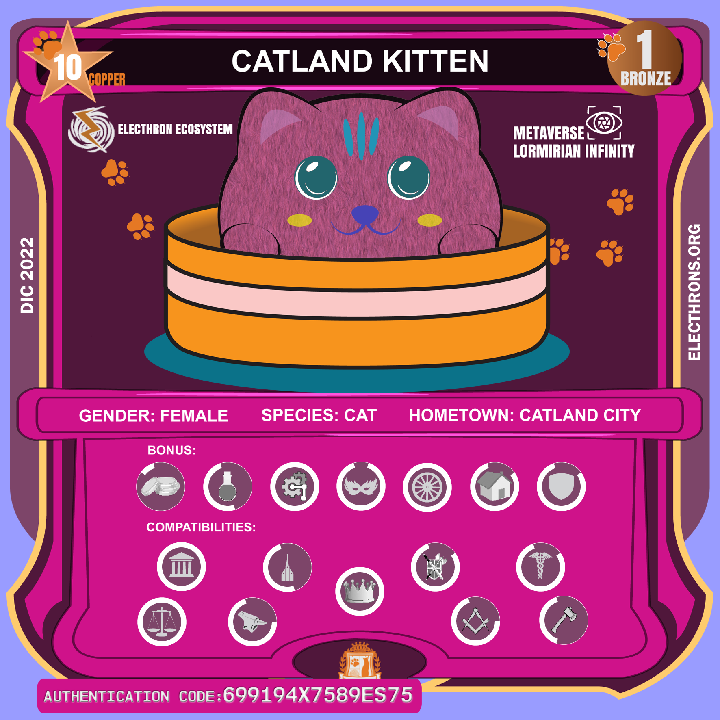 10
COPPER
CATLAND KITTEN
1
BRONZE
ELECTHRON ECOSYSTEM
METAVERSE
LORMIRIAN INFINITY
DIC 2022
ELECTHRONS.ORG
GENDER: FEMALE SPECIES: CAT HOMETOWN: CATLAND CITY
BONUS:
COMPATIBILITIES:
AUTHENTICATION CODE:699194X7589ES75